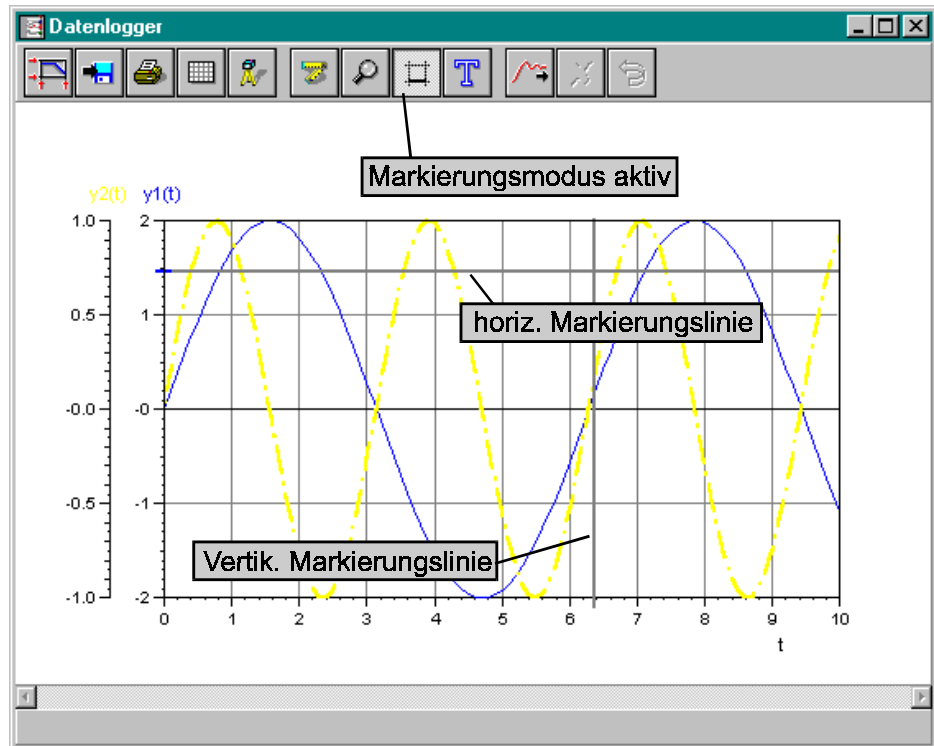 Datenlogger
T
Markierungsmodus aktiv
y2(t) y1(t)
1.0 2
0.5 1
horiz. Markierungslinie
-0.0 -0
-0.5 -1
Vertik. Markierungslinie
-1.0 -2
0 1 2 3 4 5 6 7 8 9 10
t